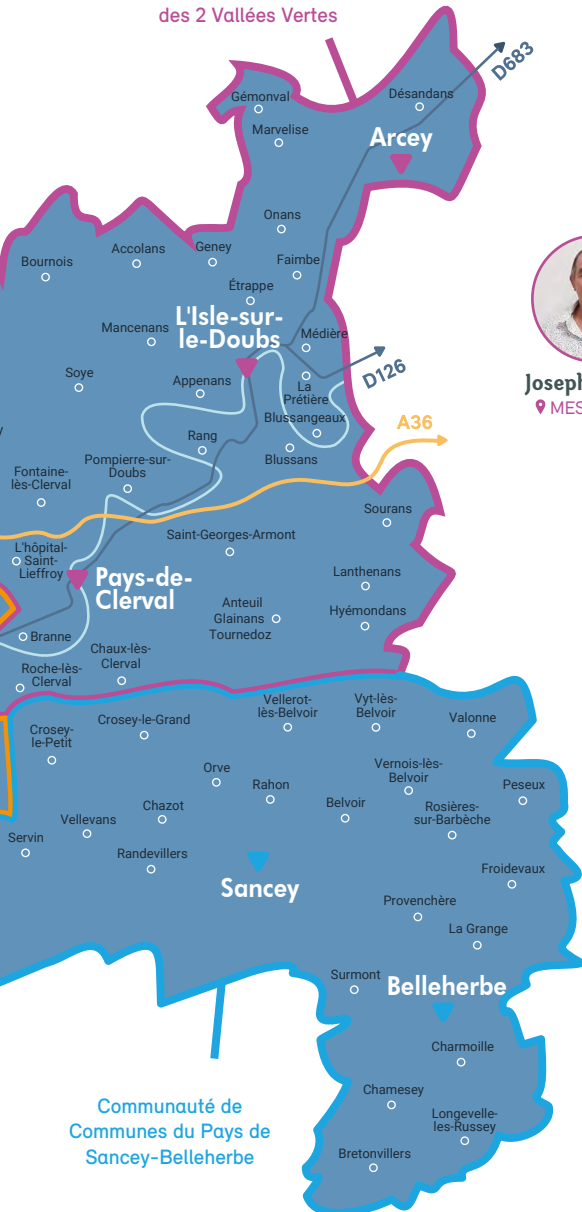 des 2 Vallées Vertes
D683
Gémonval
Désandans
Marvelise
Arcey
Onans
Accolans
Geney
Bournois
Faimbe
Étrappe
L'Isle-sur-
le-Doubs
Mancenans
Médière
D126
Soye
Appenans
La
Prétière
Blussangeaux
A36
Joseph
MES
Rang
Blussans
Pompierre-sur-
Doubs
Fontaine-
lès-Clerval
Sourans
Saint-Georges-Armont
L'hôpital-
Saint-
Lieffroy
Pays-de-
Clerval
Lanthenans
Anteuil
Glainans
Tournedoz
Hyémondans
Branne
Chaux-lès-
Clerval
Roche-lès-
Clerval
Vellerot-
lès-Belvoir
Vyt-lès-
Belvoir
Valonne
Crosey-le-Grand
Crosey-
le-Petit
Orve
Rahon
Vernois-lès-
Belvoir
Peseux
Belvoir
Rosières-
sur-Barbèche
Chazot
Vellevans
Servin
Randevillers
Sancey
Froidevaux
Provenchère
La Grange
Surmont
Belleherbe
Charmoille
Chamesey
Longevelle-
les-Russey
Bretonvillers
Communauté de
Communes du Pays de
Sancey-Belleherbe